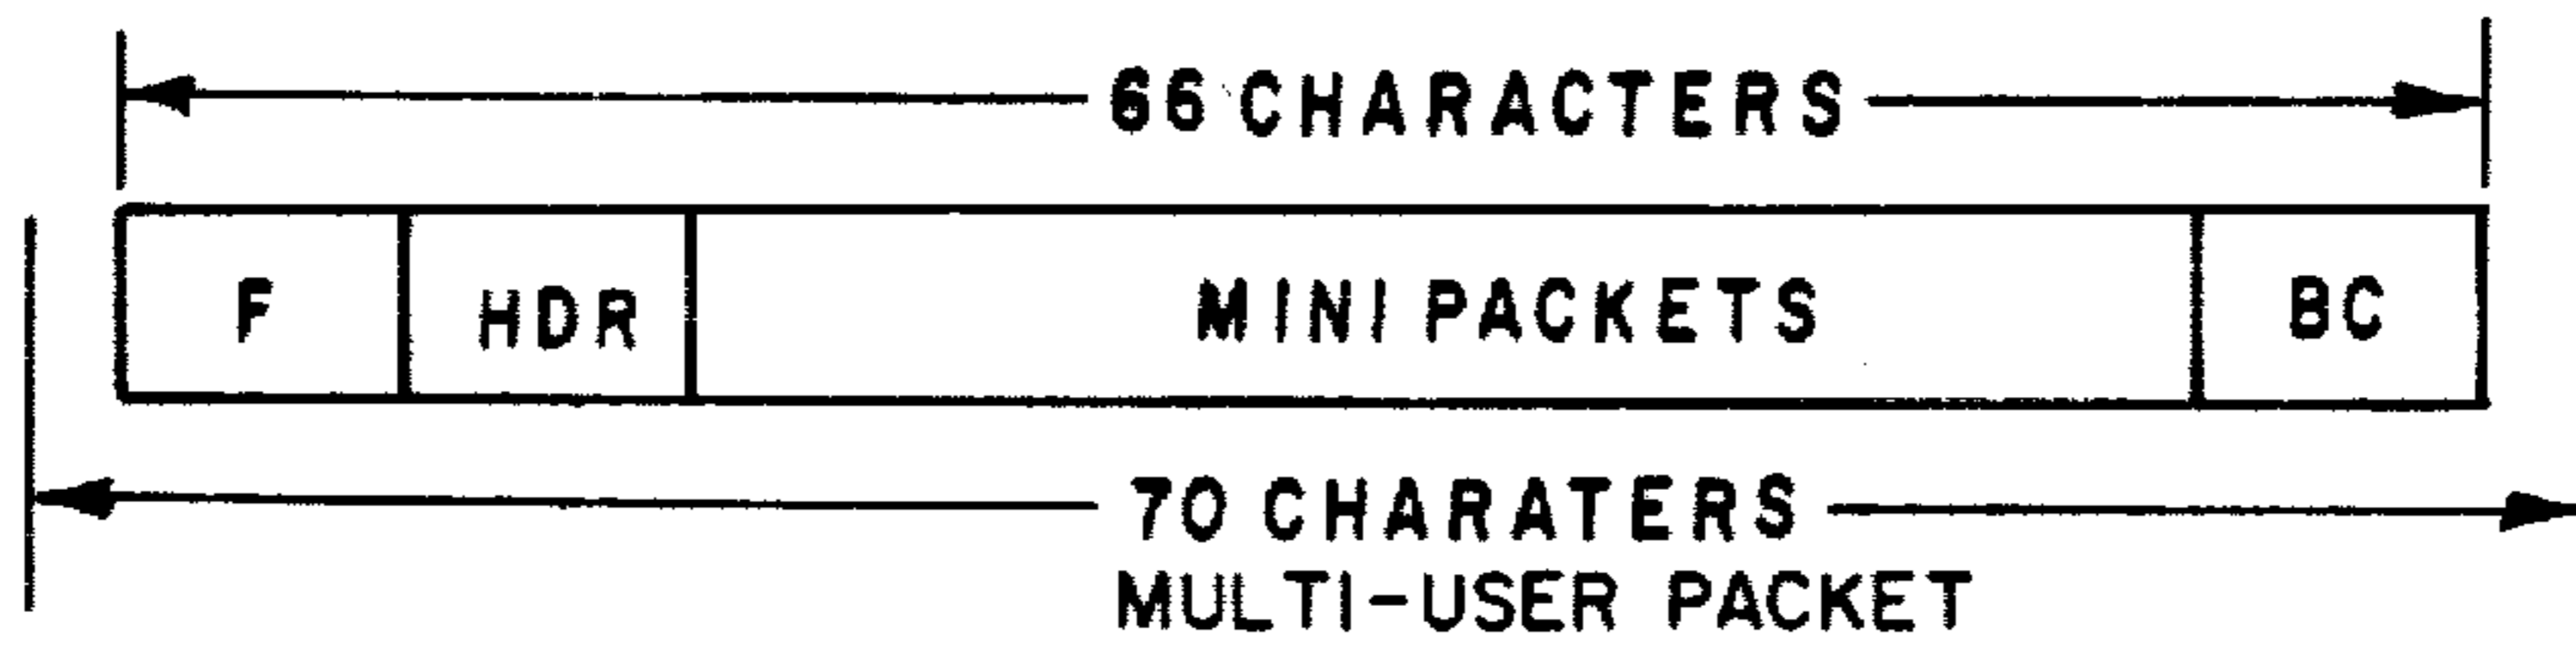 66 CHARACTERS
F HDR MINI PACKETS BC
70 CHARATERS
MULTI-USER PACKET